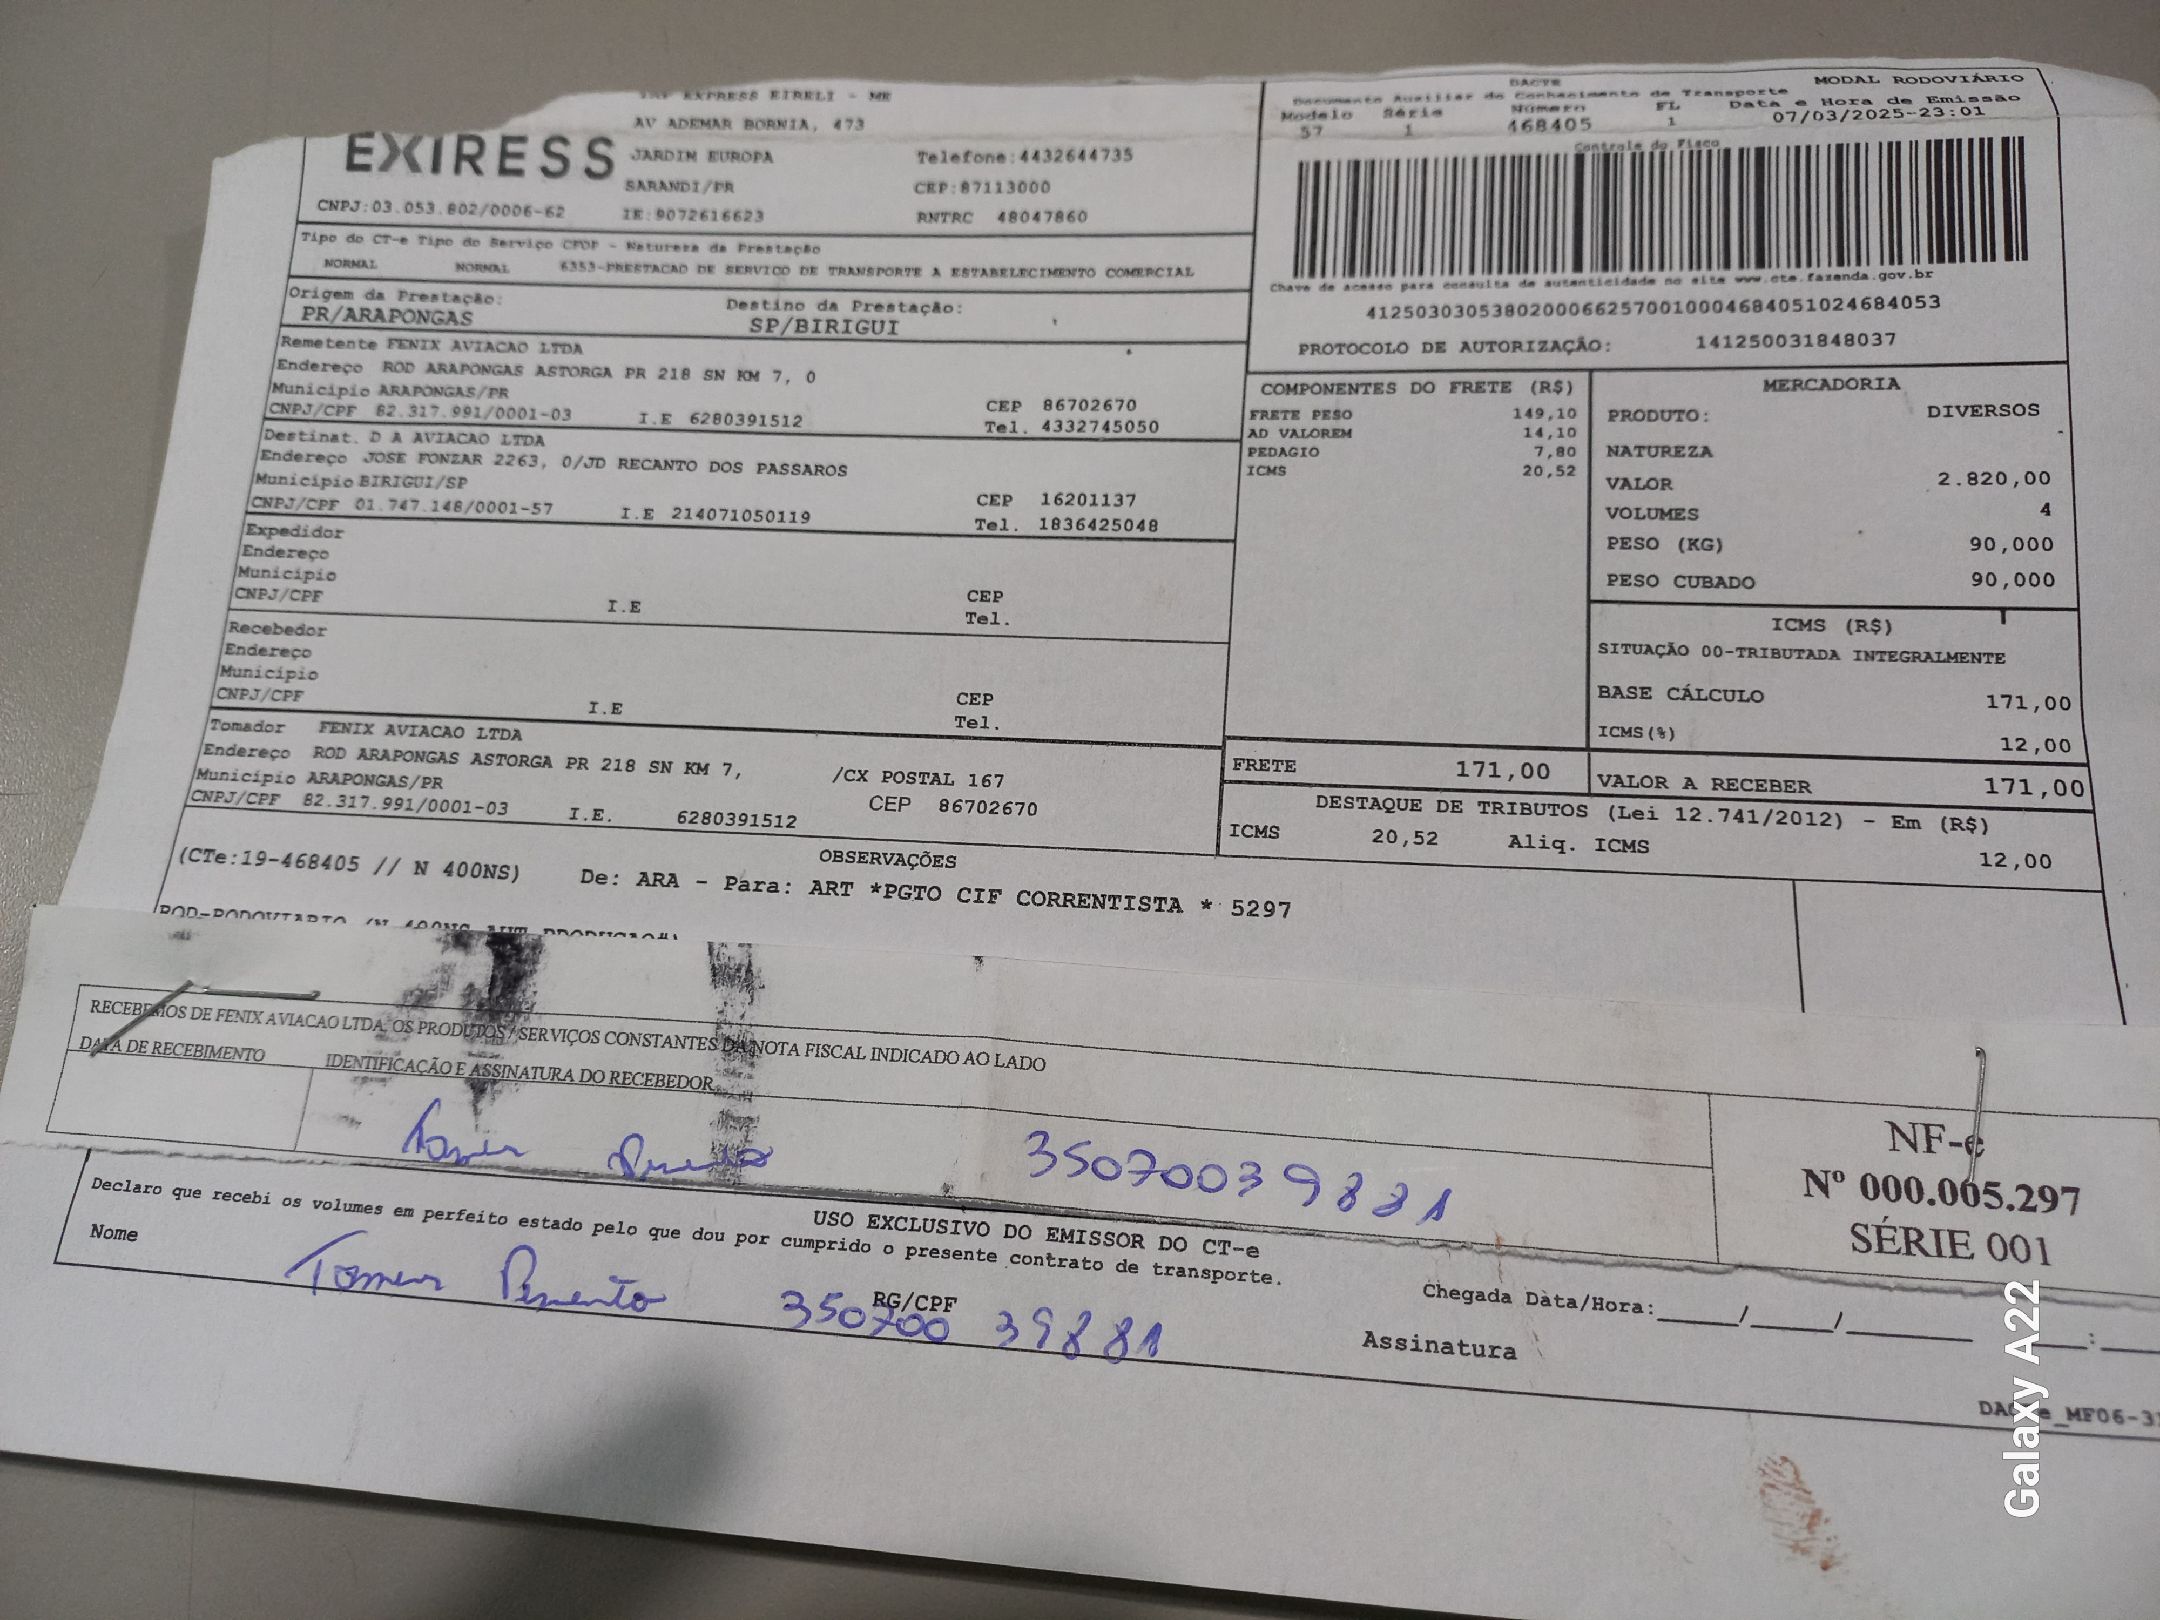 EXPRESS EIRELI - ME
AV ADEMAR BORNIA, 473
EXIRESS
JARDIM EUROPA Telefone:4432644735
SARANDI/PR CEP:87113000
CNPJ:03.053.802/0006-62 IE:9072616623 RNTRC 48047860
DACTE MODAL RODOVIÁRIO
Documento Auxiliar do Conhecimento de Transporte
Modelo Série Número FL Data e Hora de Emissão
57 1 468405 1 07/03/2025-23:01
Controle do Fisco
Chave de acesso para consulta de autenticidade no site www.cte.fazenda.gov.br
41250303053802000662570010004684051024684053
PROTOCOLO DE AUTORIZAÇÃO: 141250031848037
Tipo do CT-e Tipo do Serviço CFOP - Natureza da Prestação
NORMAL NORMAL 6353-PRESTACAO DE SERVICO DE TRANSPORTE A ESTABELECIMENTO COMERCIAL
Origem da Prestação: Destino da Prestação:
PR/ARAPONGAS SP/BIRIGUI
Remetente FENIX AVIACAO LTDA
Endereço ROD ARAPONGAS ASTORGA PR 218 SN KM 7, 0
Município ARAPONGAS/PR CEP 86702670
CNPJ/CPF 82.317.991/0001-03 I.E 6280391512 Tel. 4332745050
Destinat. D A AVIACAO LTDA
Endereço JOSE FONZAR 2263, 0/JD RECANTO DOS PASSAROS
Município BIRIGUI/SP CEP 16201137
CNPJ/CPF 01.747.148/0001-57 I.E 214071050119 Tel. 1836425048
Expedidor
Endereço
Município CEP
CNPJ/CPF I.E Tel.
Recebedor
Endereço
Município CEP
CNPJ/CPF I.E Tel.
Tomador FENIX AVIACAO LTDA
Endereço ROD ARAPONGAS ASTORGA PR 218 SN KM 7, /CX POSTAL 167
Município ARAPONGAS/PR CEP 86702670
CNPJ/CPF 82.317.991/0001-03 I.E. 6280391512
COMPONENTES DO FRETE (R$)
FRETE PESO 149,10
AD VALOREM 14,10
PEDAGIO 7,80
ICMS 20,52
MERCADORIA
PRODUTO: DIVERSOS
NATUREZA
VALOR 2.820,00
VOLUMES 4
PESO (KG) 90,000
PESO CUBADO 90,000
ICMS (R$)
SITUAÇÃO 00-TRIBUTADA INTEGRALMENTE
BASE CÁLCULO 171,00
ICMS(%) 12,00
FRETE 171,00 VALOR A RECEBER 171,00
DESTAQUE DE TRIBUTOS (Lei 12.741/2012) - Em (R$)
ICMS 20,52 Aliq. ICMS 12,00
OBSERVAÇÕES
(CTe:19-468405 // N 400NS) De: ARA - Para: ART *PGTO CIF CORRENTISTA * 5297
ROD-RODOVIARIO (N 400NS AUT PRODUCAO#)
RECEBEMOS DE FENIX AVIACAO LTDA, OS PRODUTOS / SERVIÇOS CONSTANTES DA NOTA FISCAL INDICADO AO LADO
DATA DE RECEBIMENTO IDENTIFICAÇÃO E ASSINATURA DO RECEBEDOR
35070039881
NF-e
Nº 000.005.297
SÉRIE 001
USO EXCLUSIVO DO EMISSOR DO CT-e
Declaro que recebi os volumes em perfeito estado pelo que dou por cumprido o presente contrato de transporte.
Nome RG/CPF Chegada Data/Hora:____/____/______ __:__
35070039881 Assinatura
Galaxy A22